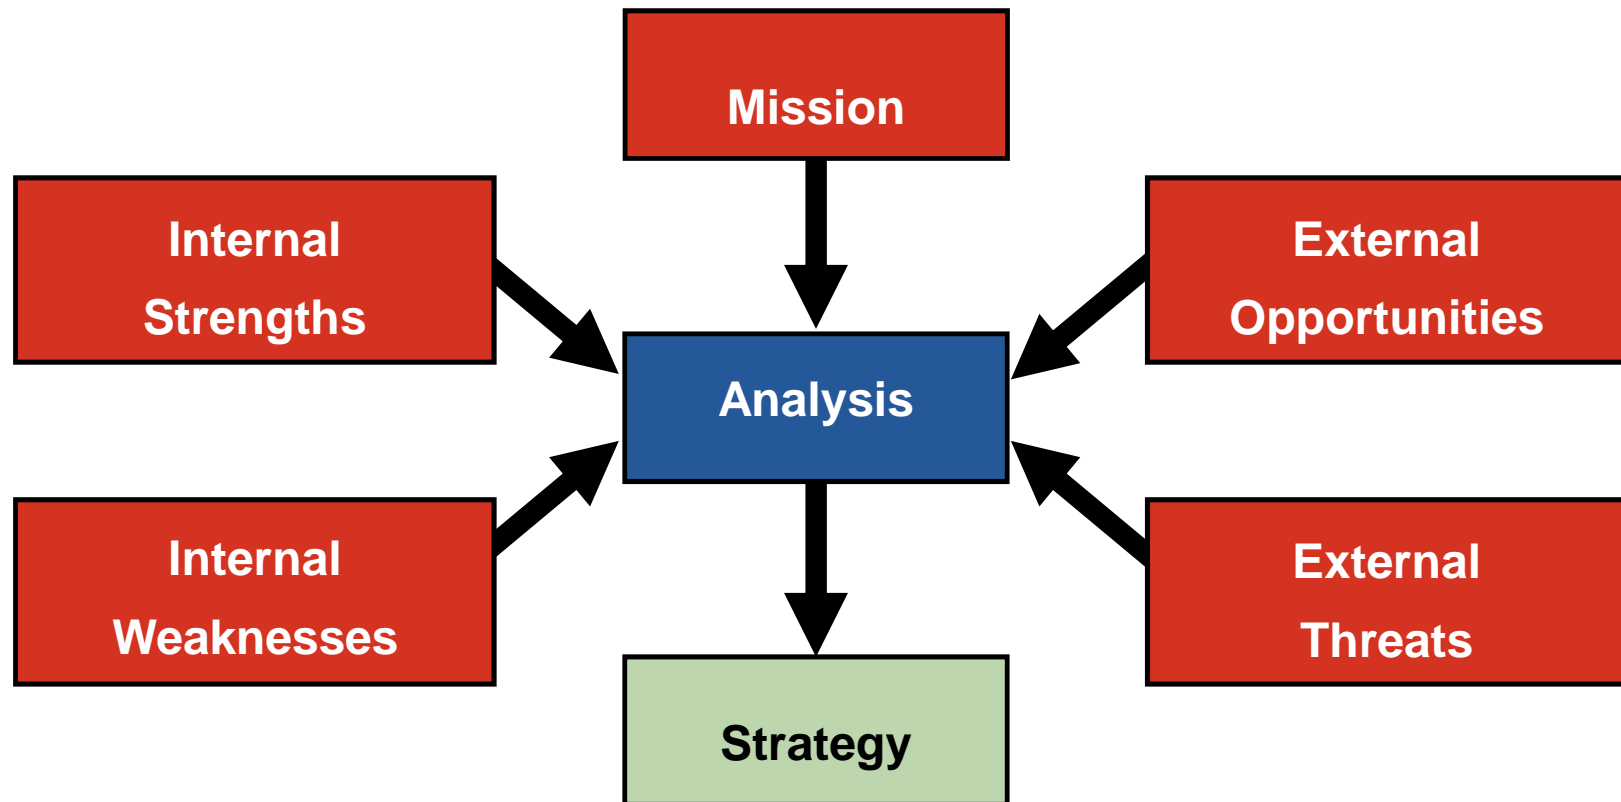 Mission
Internal
Strengths
External
Opportunities
Analysis
Internal
Weaknesses
External
Threats
Strategy